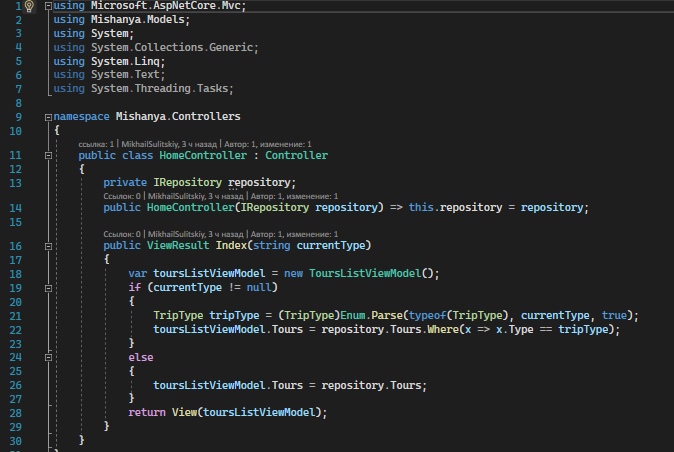 1 using Microsoft.AspNetCore.Mvc;
2 using Mishanya.Models;
3 using System;
4 using System.Collections.Generic;
5 using System.Linq;
6 using System.Text;
7 using System.Threading.Tasks;
8
9 namespace Mishanya.Controllers
10 {
ссылка: 1 | MikhailSulitskiy, 3 ч назад | Автор: 1, изменение: 1
11 public class HomeController : Controller
12 {
13 private IRepository repository;
Ссылок: 0 | MikhailSulitskiy, 3 ч назад | Автор: 1, изменение: 1
14 public HomeController(IRepository repository) => this.repository = repository;
15
Ссылок: 0 | MikhailSulitskiy, 3 ч назад | Автор: 1, изменение: 1
16 public ViewResult Index(string currentType)
17 {
18 var toursListViewModel = new ToursListViewModel();
19 if (currentType != null)
20 {
21 TripType tripType = (TripType)Enum.Parse(typeof(TripType), currentType, true);
22 toursListViewModel.Tours = repository.Tours.Where(x => x.Type == tripType);
23 }
24 else
25 {
26 toursListViewModel.Tours = repository.Tours;
27 }
28 return View(toursListViewModel);
29 }
30 }